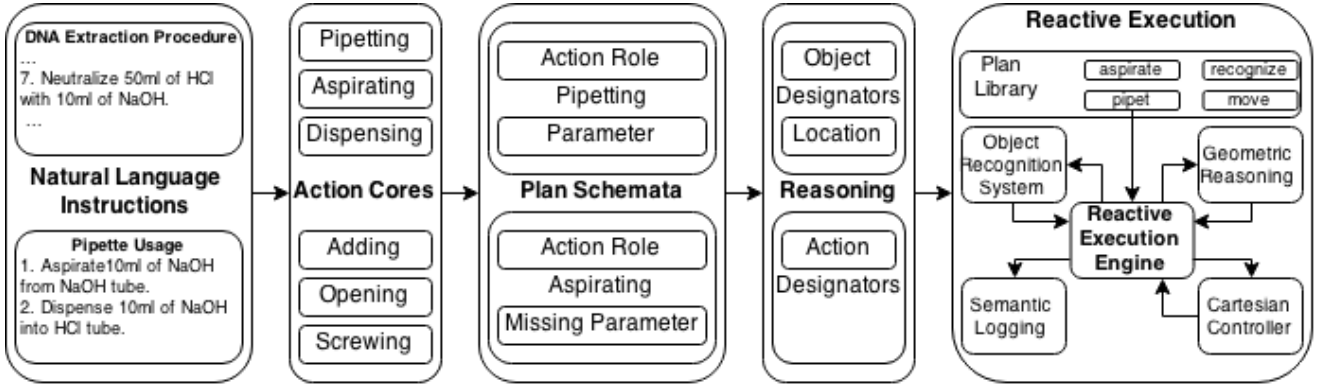 DNA Extraction Procedure
...
7. Neutralize 50ml of HCl
with 10ml of NaOH.
...
Natural Language
Instructions
Pipette Usage
1. Aspirate10ml of NaOH
from NaOH tube.
2. Dispense 10ml of NaOH
into HCl tube.
Pipetting
Aspirating
Dispensing
Action Cores
Adding
Opening
Screwing
Action Role
Pipetting
Parameter
Plan Schemata
Action Role
Aspirating
Missing Parameter
Object
Designators
Location
Reasoning
Action
Designators
Reactive Execution
Plan
Library
aspirate
recognize
pipet
move
Object
Recognition
System
Geometric
Reasoning
Reactive
Execution
Engine
Semantic
Logging
Cartesian
Controller